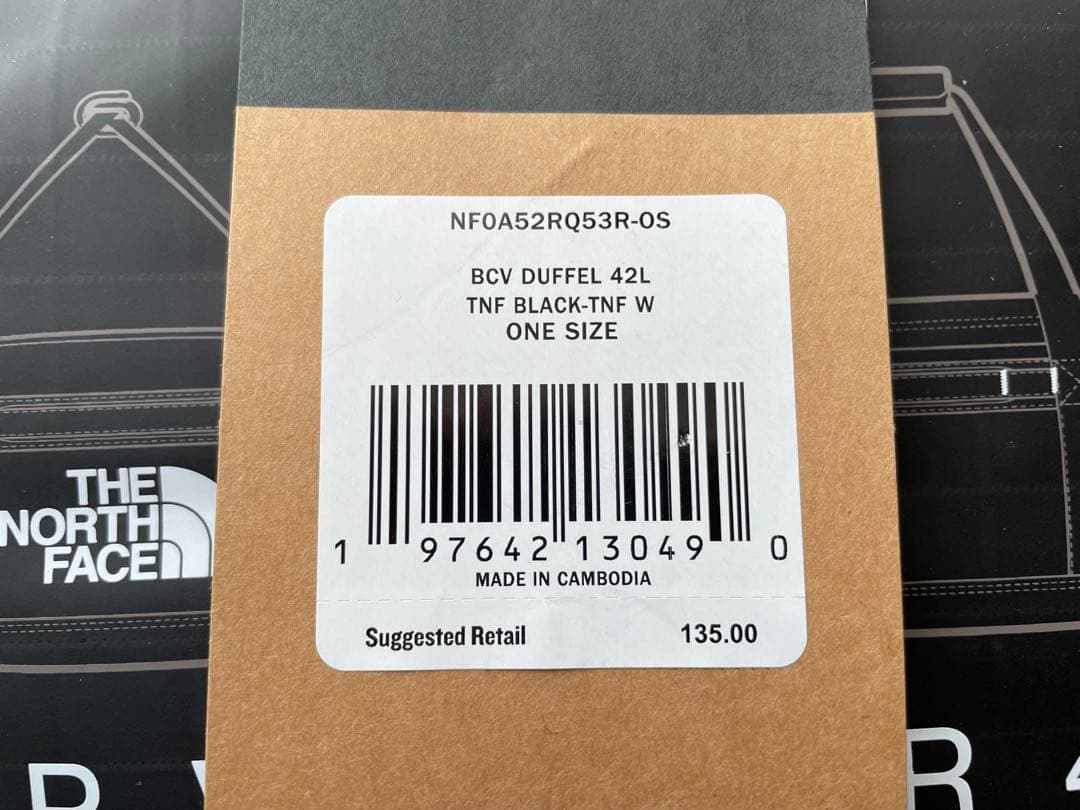 NF0A52RQ53R-OS
BCV DUFFEL 42L
TNF BLACK-TNF W
ONE SIZE
1 97642 13049 0
MADE IN CAMBODIA
Suggested Retail 135.00
THE
NORTH
FACE